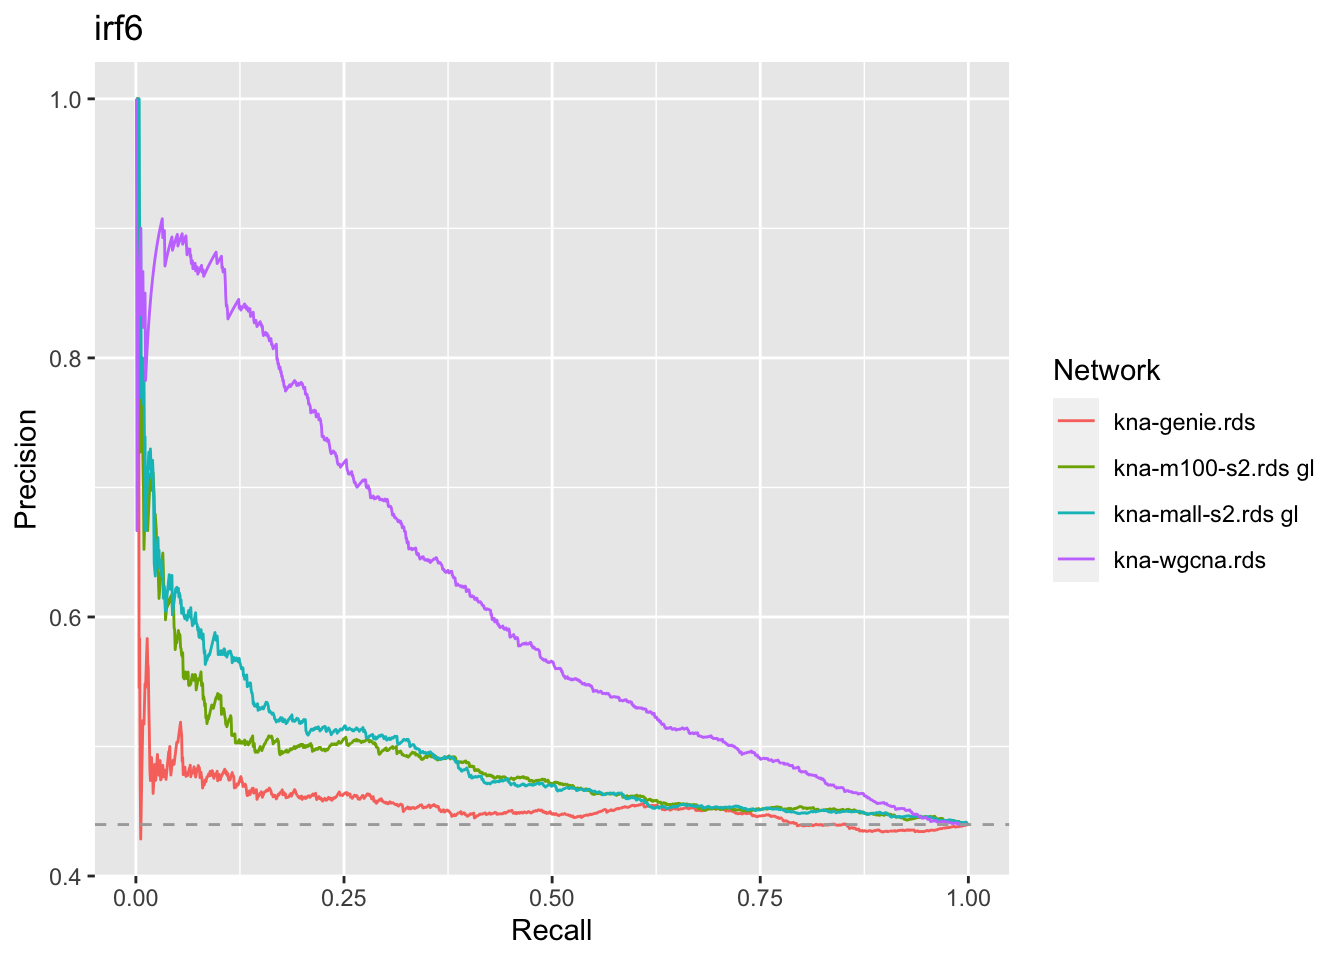 irf6
1.0
0.8
0.6
0.4
Precision
0.00
0.25
0.50
0.75
1.00
Recall
Network
kna-genie.rds
kna-m100-s2.rds gl
kna-mall-s2.rds gl
kna-wgcna.rds